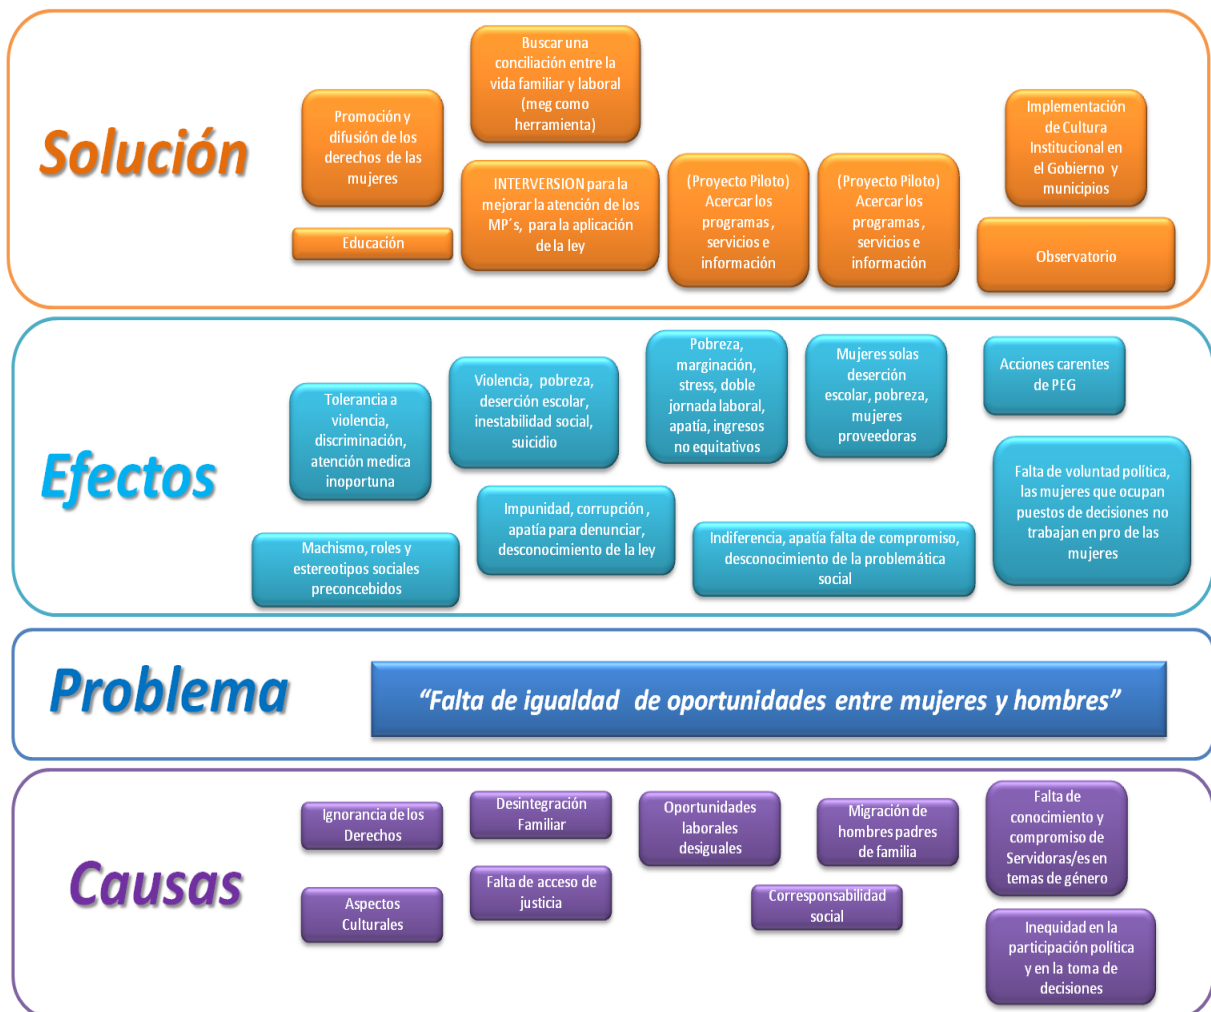 Solución
Promoción y
difusión de los
derechos de las
mujeres
Educación
Buscar una
conciliación entre la
vida familiar y laboral
(meg como
herramienta)
INTERVERSION para la
mejorar la atención de los
MP´s, para la aplicación
de la ley
(Proyecto Piloto)
Acercar los
programas ,
servicios e
información
(Proyecto Piloto)
Acercar los
programas ,
servicios e
información
Implementación
de Cultura
Institucional en
el Gobierno y
municipios
Observatorio
Efectos
Tolerancia a
violencia,
discriminación,
atención medica
inoportuna
Machismo, roles y
estereotipos sociales
preconcebidos
Violencia, pobreza,
deserción escolar,
inestabilidad social,
suicidio
Impunidad, corrupción ,
apatía para denunciar,
desconocimiento de la ley
Pobreza,
marginación,
stress, doble
jornada laboral,
apatía, ingresos
no equitativos
Mujeres solas
deserción
escolar, pobreza,
mujeres
proveedoras
Indiferencia, apatía falta de compromiso,
desconocimiento de la problemática
social
Acciones carentes
de PEG
Falta de voluntad política,
las mujeres que ocupan
puestos de decisiones no
trabajan en pro de las
mujeres
Problema
“Falta de igualdad de oportunidades entre mujeres y hombres”
Causas
Ignorancia de los
Derechos
Aspectos
Culturales
Desintegración
Familiar
Falta de acceso de
justicia
Oportunidades
laborales
desiguales
Migración de
hombres padres
de familia
Corresponsabilidad
social
Falta de
conocimiento y
compromiso de
Servidoras/es en
temas de género
Inequidad en la
participación política
y en la toma de
decisiones